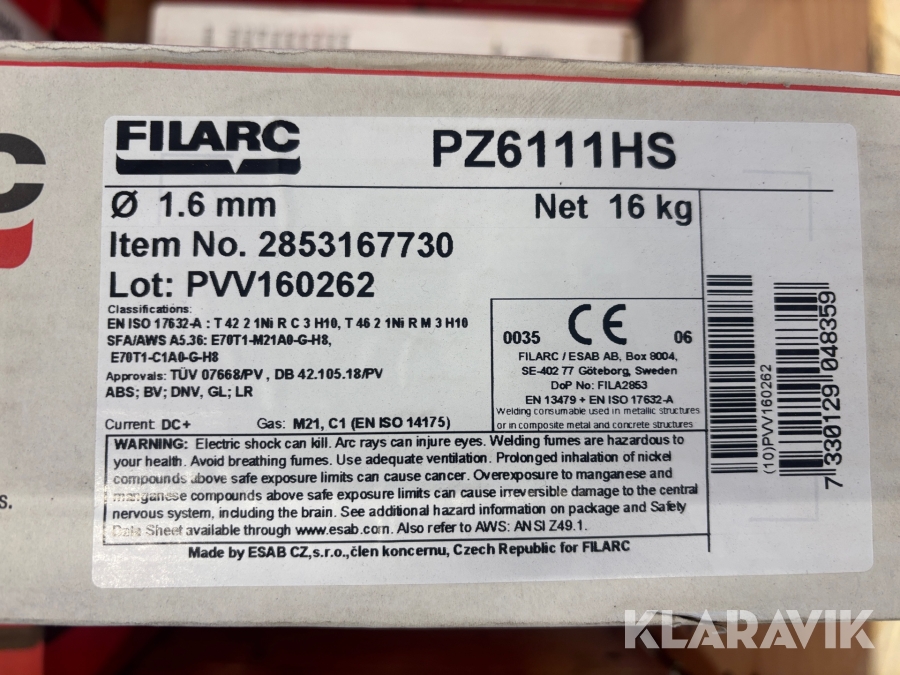 C
FILARC
PZ6111HS
Ø 1.6 mm
Net 16 kg
Item No. 2853167730
Lot: PVV160262
Classifications:
EN ISO 17632-A : T 42 2 1Ni R C 3 H10, T 46 2 1Ni R M 3 H10
SFA/AWS A5.36: E70T1-M21A0-G-H8,
E70T1-C1A0-G-H8
Approvals: TÜV 07668/PV , DB 42.105.18/PV
ABS; BV; DNV, GL; LR
Current: DC+
Gas: M21, C1 (EN ISO 14175)
0035 CE 06
FILARC / ESAB AB, Box 8004,
SE-402 77 Göteborg, Sweden
DoP No: FILA2853
EN 13479 + EN ISO 17632-A
Welding consumable used in metallic structures
or in composite metal and concrete structures
WARNING: Electric shock can kill. Arc rays can injure eyes. Welding fumes are hazardous to
your health. Avoid breathing fumes. Use adequate ventilation. Prolonged inhalation of nickel
compounds above safe exposure limits can cause cancer. Overexposure to manganese and
manganese compounds above safe exposure limits can cause irreversible damage to the central
nervous system, including the brain. See additional hazard information on package and Safety
Data Sheet available through www.esab.com. Also refer to AWS: ANSI Z49.1.
Made by ESAB CZ,s.r.o.,člen koncernu, Czech Republic for FILARC
(10)PVV160262
7 330129 048359
s.
KLARAVIK